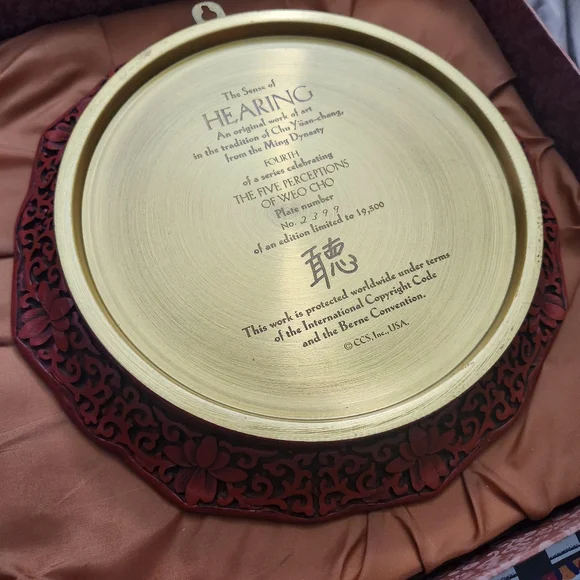 The Sense of
HEARING
An original work of art
in the tradition of Chu Yüan-chang,
from the Ming Dynasty
FOURTH
of a series celebrating
THE FIVE PERCEPTIONS
OF WEO CHO
Plate number
No. 2399
of an edition limited to 19,500
聽
This work is protected worldwide under terms
of the International Copyright Code
and the Berne Convention.
© CCS, Inc., USA.